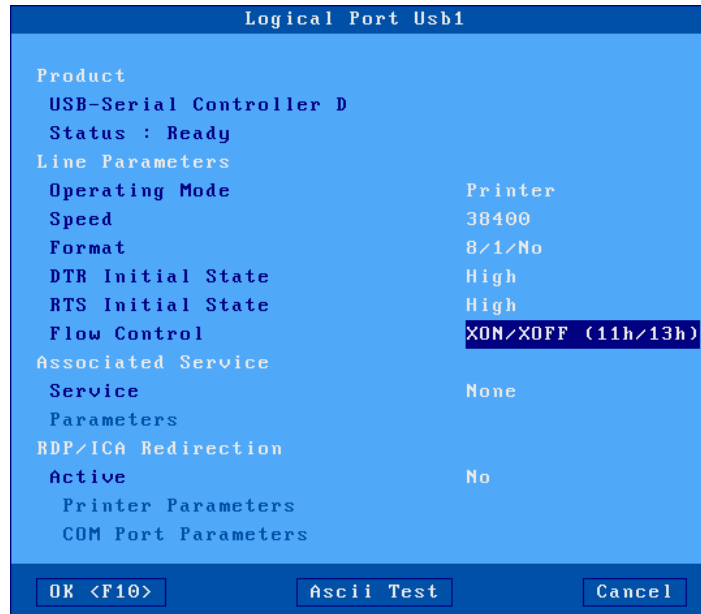 Logical Port Usb1
Product
USB-Serial Controller D
Status : Ready
Line Parameters
Operating Mode Printer
Speed 38400
Format 8/1/No
DTR Initial State High
RTS Initial State High
Flow Control XON/XOFF (11h/13h)
Associated Service
Service None
Parameters
RDP/ICA Redirection
Active No
Printer Parameters
COM Port Parameters
OK <F10> Ascii Test Cancel